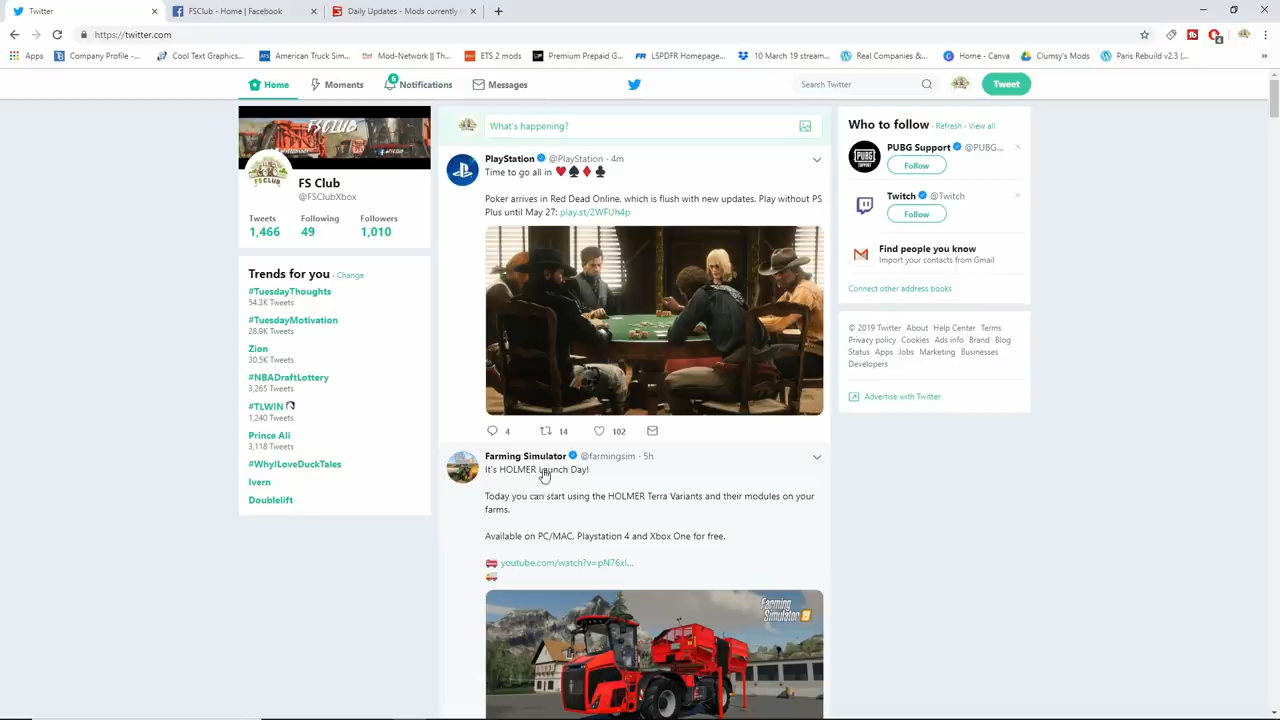 Twitter
FSClub - Home | Facebook
Daily Updates - Mods currently
https://twitter.com
Apps
Company Profile -...
Cool Text Graphics...
American Truck Sim...
Mod-Network || Th...
ETS 2 mods
Premium Prepaid G...
LSPDFR Homepage...
10 March 19 stream...
Real Companies &...
Home - Canva
Clumsy's Mods
Paris Rebuild v2.3 (...
Home
Moments
6
Notifications
Messages
Search Twitter
Tweet
FSCLUB
FS CLUB
FS Club
@FSClubXbox
Tweets Following Followers
1,466 49 1,010
Trends for you · Change
#TuesdayThoughts
54.3K Tweets
#TuesdayMotivation
28.9K Tweets
Zion
30.5K Tweets
#NBADraftLottery
3,265 Tweets
#TLWIN
1,240 Tweets
Prince Ali
3,118 Tweets
#WhyILoveDuckTales
Ivern
Doublelift
What's happening?
PlayStation @PlayStation · 4m
Time to go all in ♥♠♦♣
Poker arrives in Red Dead Online, which is flush with new updates. Play without PS
Plus until May 27: play.st/2WFUh4p
4 14 102
Farming Simulator @farmingsim · 5h
It's HOLMER Launch Day!
Today you can start using the HOLMER Terra Variants and their modules on your
farms.
Available on PC/MAC, Playstation 4 and Xbox One for free.
youtube.com/watch?v=pN76xI...
FARMING
SIMULATOR 19
Who to follow · Refresh · View all
PUBG Support @PUBG...
Follow
Twitch @Twitch
Follow
Find people you know
Import your contacts from Gmail
Connect other address books
© 2019 Twitter About Help Center Terms
Privacy policy Cookies Ads info Brand Blog
Status Apps Jobs Marketing Businesses
Developers
Advertise with Twitter